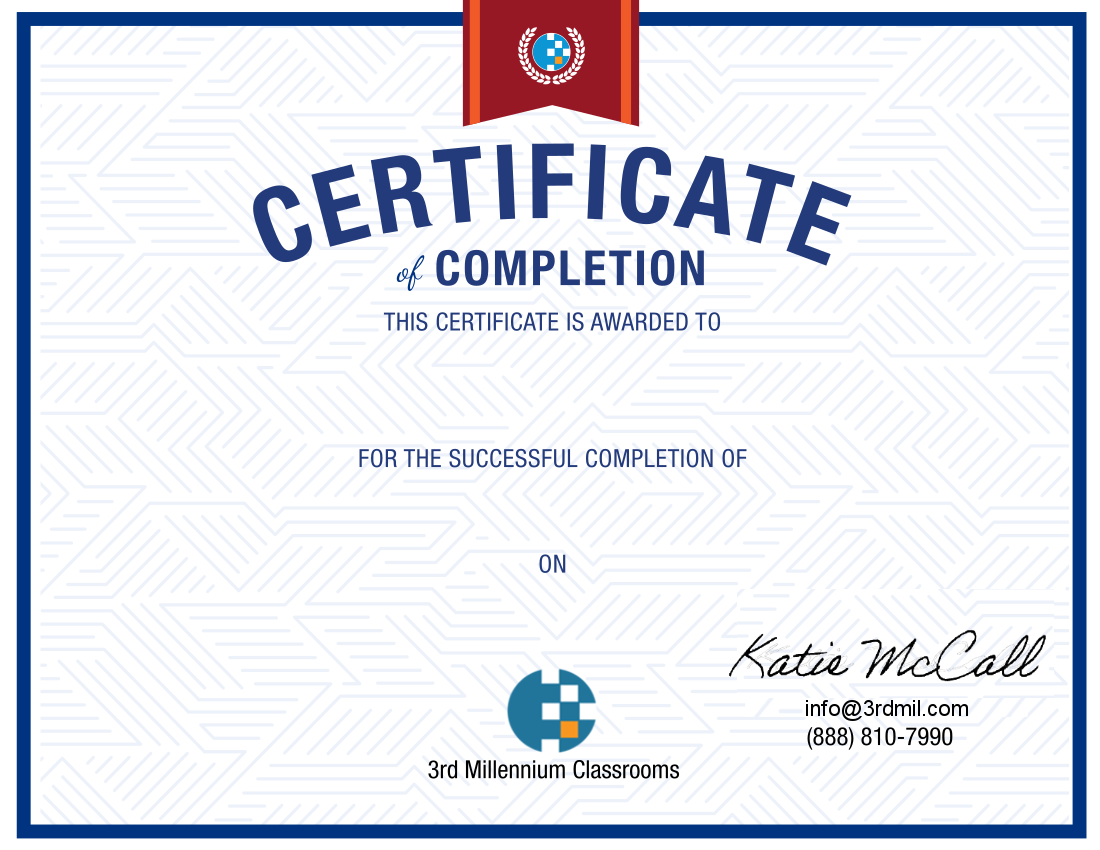 CERTIFICATE
of COMPLETION
THIS CERTIFICATE IS AWARDED TO
FOR THE SUCCESSFUL COMPLETION OF
ON
Katie McCall
info@3rdmil.com
(888) 810-7990
3rd Millennium Classrooms